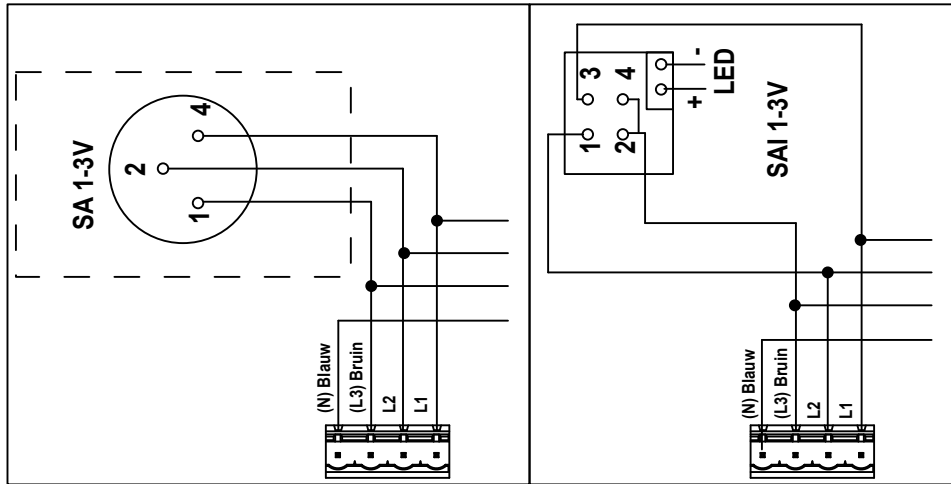 SA 1-3V
4
2
1
(N) Blauw
(L3) Bruin
L2
L1
3 4
1 2
- LED +
SAI 1-3V
(N) Blauw
(L3) Bruin
L2
L1